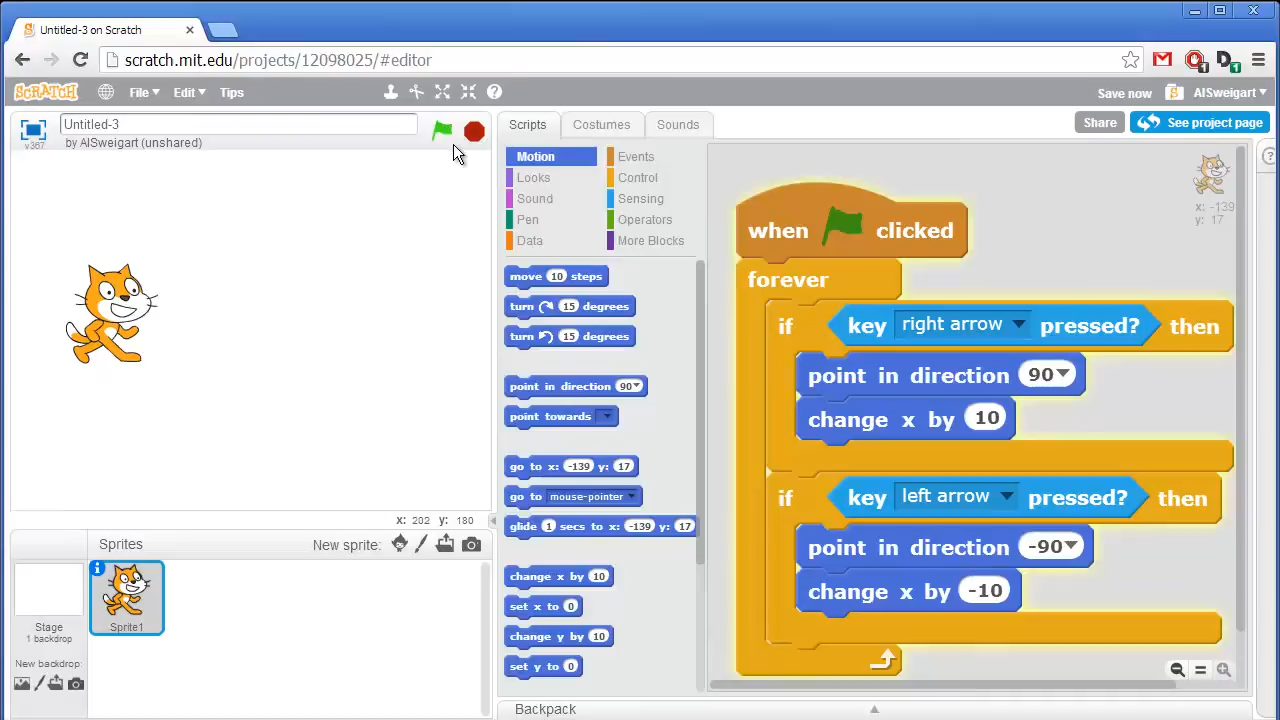 Untitled-3 on Scratch
scratch.mit.edu/projects/12098025/#editor
1
1
SCRATCH
File
Edit
Tips
Save now
AlSweigart
v367
Untitled-3
by AlSweigart (unshared)
Scripts
Costumes
Sounds
Share
See project page
Motion
Looks
Sound
Pen
Data
Events
Control
Sensing
Operators
More Blocks
move 10 steps
turn 15 degrees
turn 15 degrees
point in direction 90
point towards
go to x: -139 y: 17
go to mouse-pointer
glide 1 secs to x: -139 y: 17
change x by 10
set x to 0
change y by 10
set y to 0
x: -139
y: 17
when clicked
forever
if key right arrow pressed? then
point in direction 90
change x by 10
if key left arrow pressed? then
point in direction -90
change x by -10
x: 202 y: 180
Sprites
New sprite:
Stage
1 backdrop
New backdrop:
Sprite1
Backpack